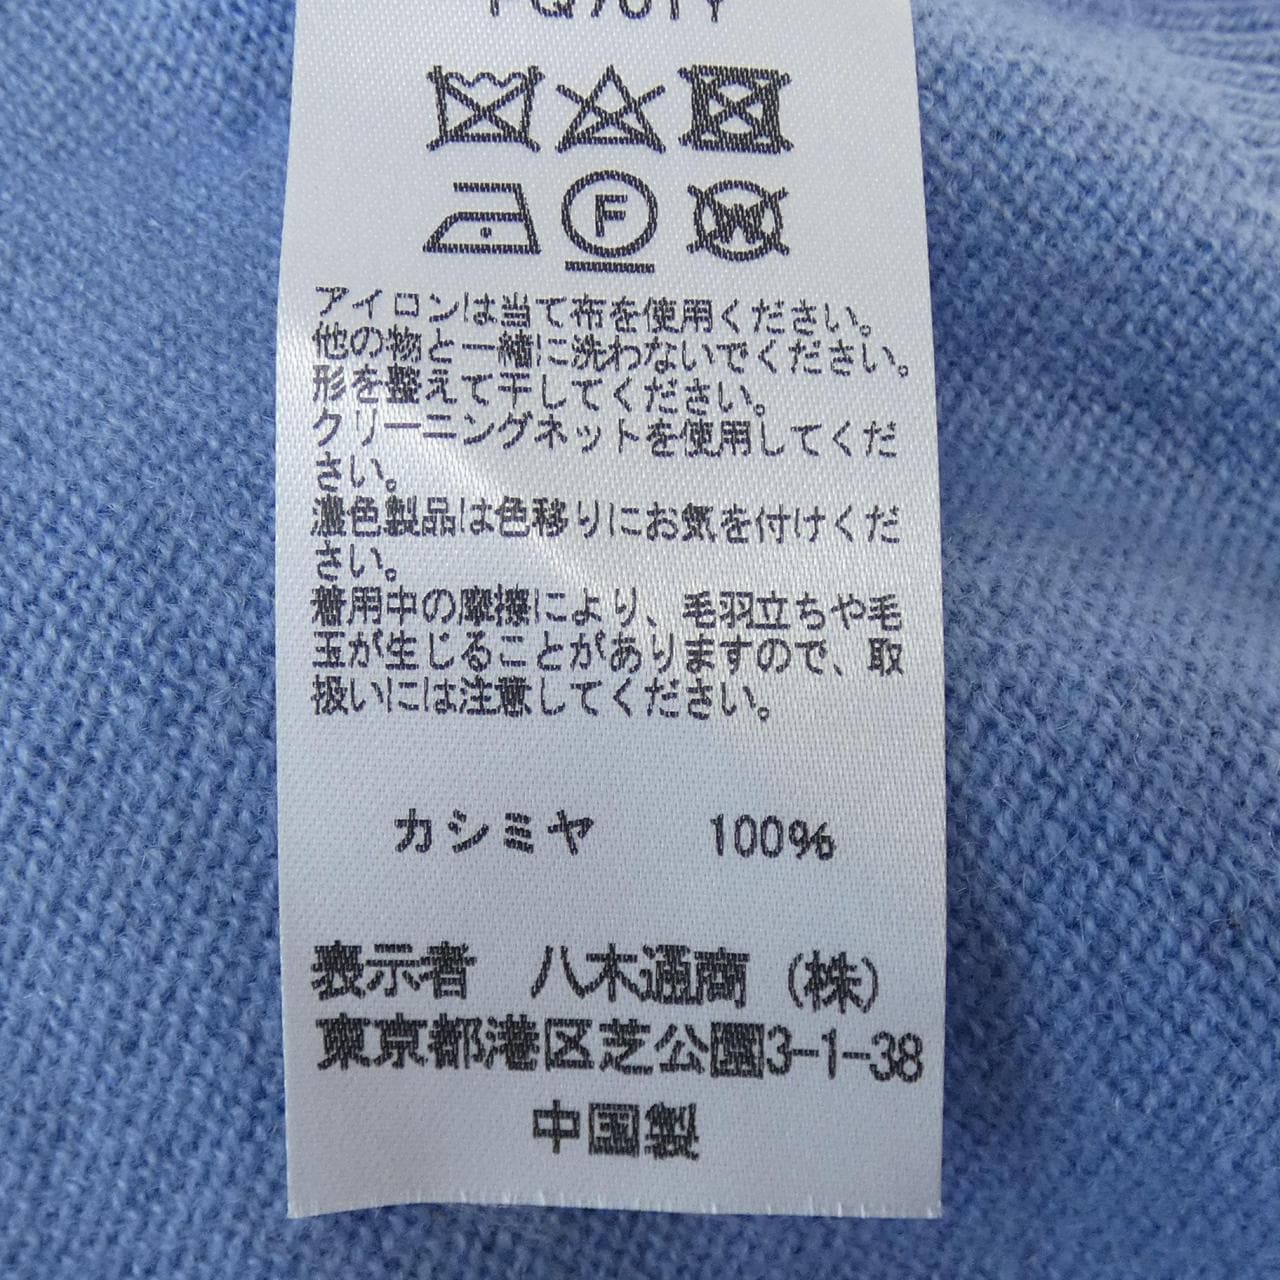 F
W
アイロンは当て布を使用ください。
他の物と一緒に洗わないでください。
形を整えて干してください。
クリーニングネットを使用してくだ
さい。
濃色製品は色移りにお気を付けくだ
さい。
着用中の摩擦により、毛羽立ちや毛
玉が生じることがありますので、取
扱いには注意してください。
カシミヤ 100%
表示者 八木通商(株)
東京都港区芝公園3-1-38
中国製